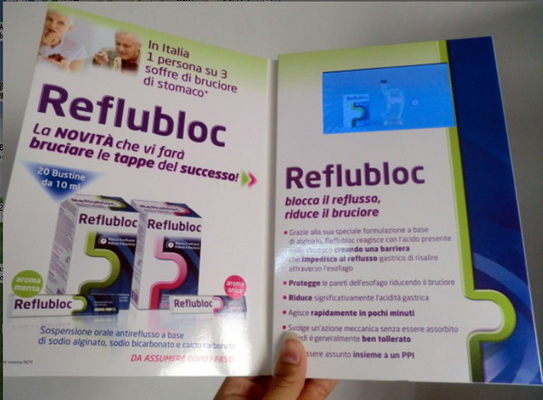 In Italia
1 persona su 3
soffre di bruciore
di stomaco*
Reflubloc
La NOVITÀ che vi farà
bruciare le tappe del successo!
20 Bustine
da 10 ml
Reflubloc
Reflubloc
aroma
menta
Reflubloc
Reflubloc
aroma
Sospensione orale antireflusso a base
di sodio alginato, sodio bicarbonato e calcio carbonato
DA ASSUMERE DOPO I PASTI
Reflubloc
blocca il reflusso,
riduce il bruciore
• Grazie alla sua speciale formulazione a base
di alginato, Reflubloc reagisce con l'acido presente
nello stomaco creando una barriera
che impedisce al reflusso gastrico di risalire
attraverso l'esofago
• Protegge le pareti dell'esofago riducendo il bruciore
• Riduce significativamente l'acidità gastrica
• Agisce rapidamente in pochi minuti
• Svolge un'azione meccanica senza essere assorbito
è generalmente ben tollerato
essere assunto insieme a un PPI